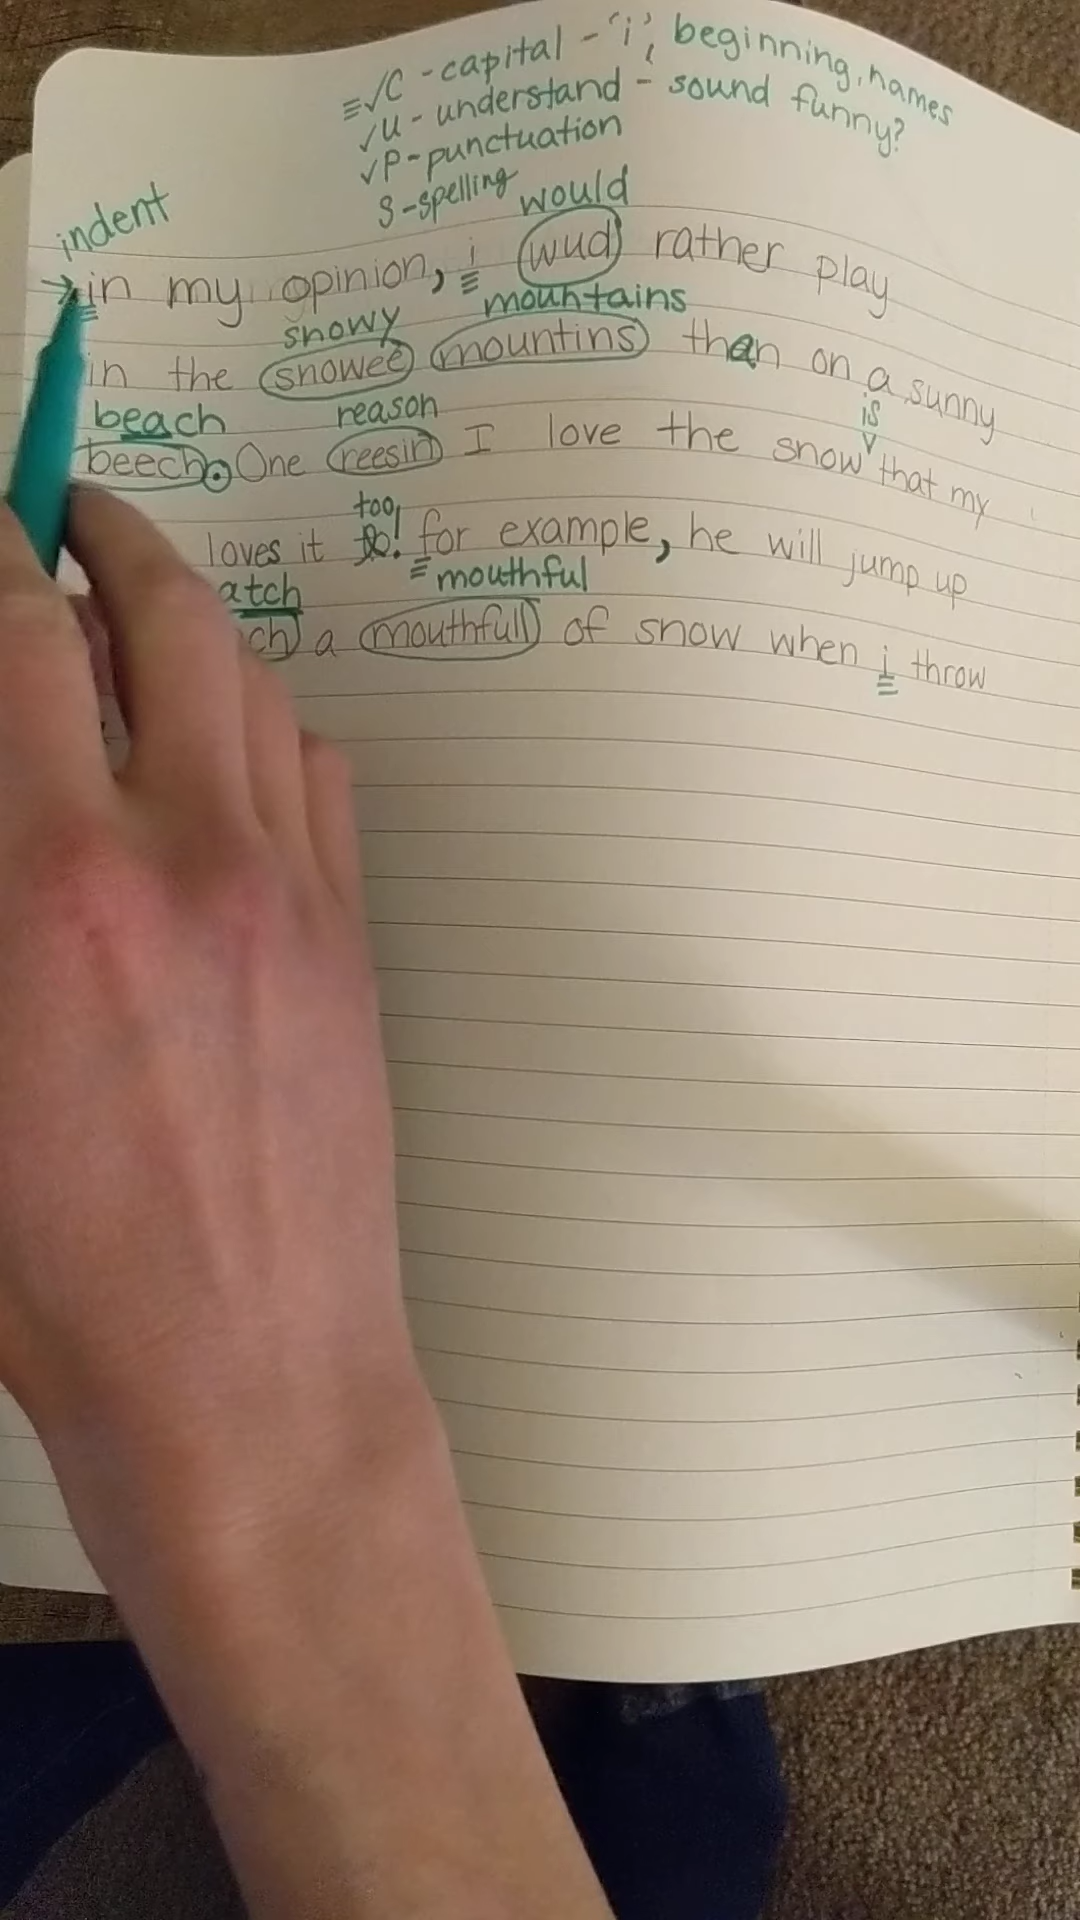 ≡✓C - capital - 'i', beginning, names
✓U - understand - sound funny?
✓P - punctuation
S - spelling
would
indent
→ in my opinion, i wud rather play
snowy mountains
in the snowee mountins than on a sunny
beach reason is
beech. One reesin I love the snow that my
too,
loves it to! for example, he will jump up
atch mouthful
ch a mouthfull of snow when i throw